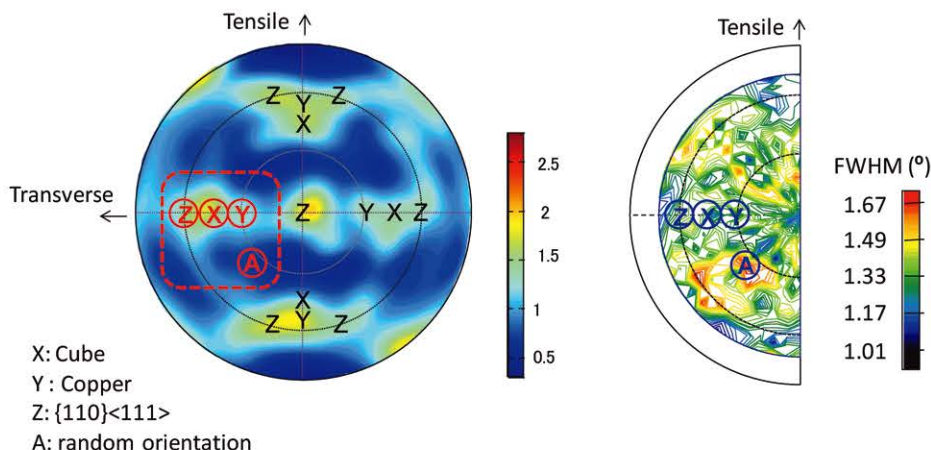 Tensile
Tensile
Z Y Z
X
Transverse
Z X Y
Z
Y X Z
A
X
Z Y Z
2.5
2
1.5
1
0.5
Z X Y
A
FWHM (º)
1.67
1.49
1.33
1.17
1.01
X: Cube
Y : Copper
Z: {110}<111>
A: random orientation